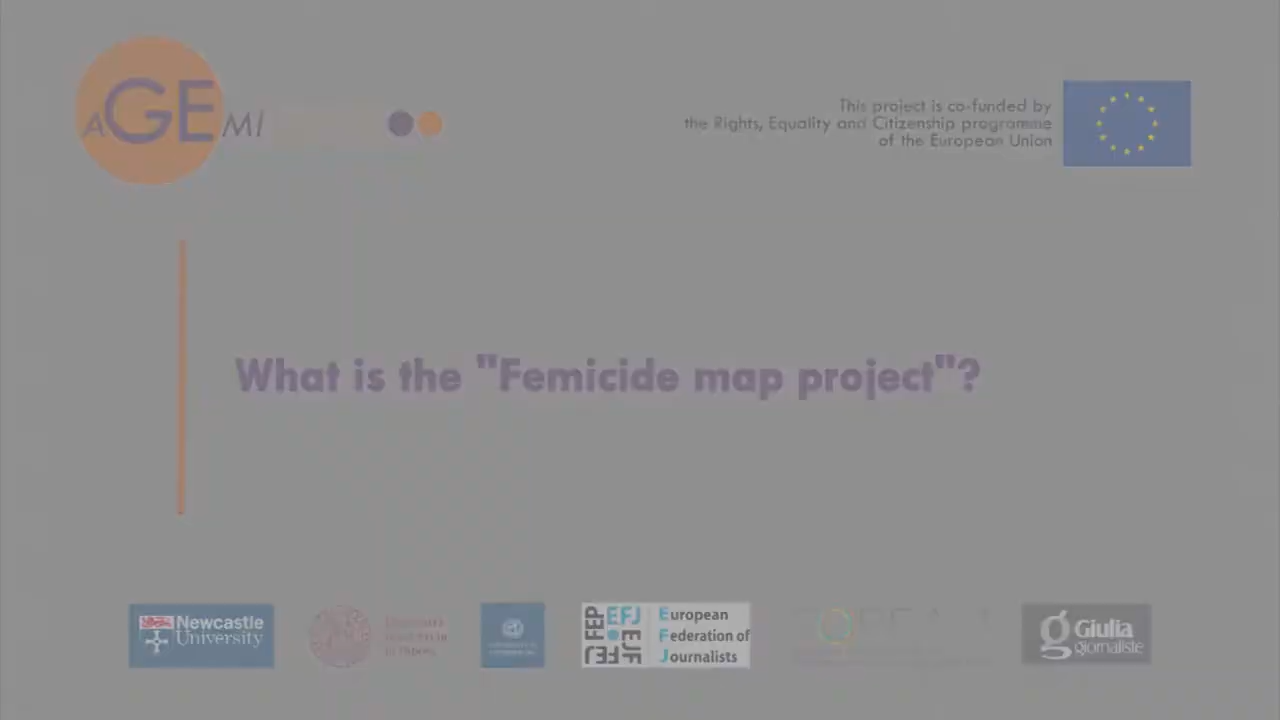 AGEMI
This project is co-funded by
the Rights, Equality and Citizenship programme
of the European Union
What is the "Femicide map project"?
Newcastle
University
EFJ
FEP
European
Federation of
Journalists
Giulia
giornaliste